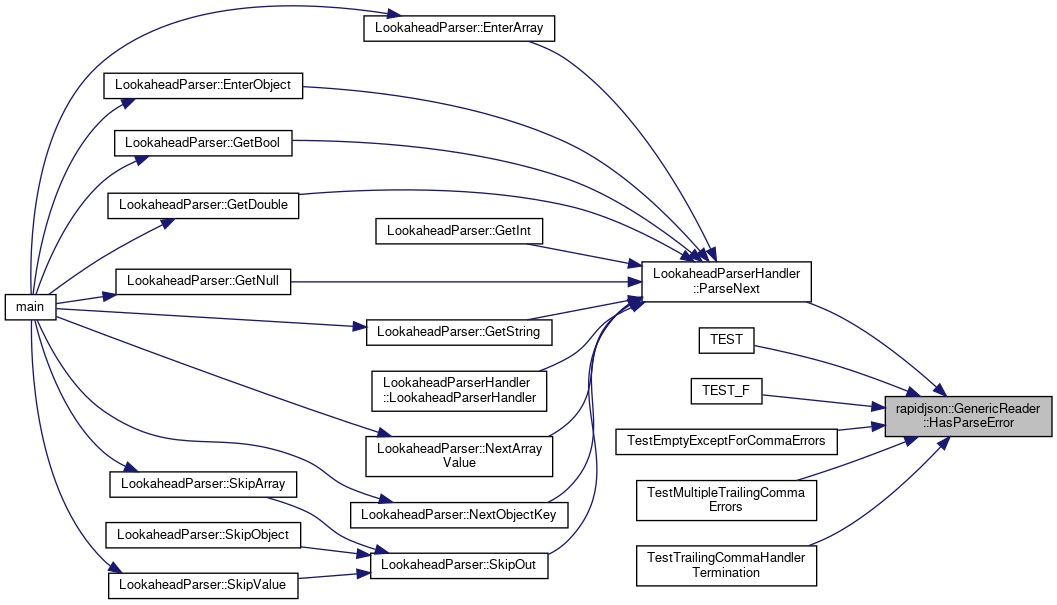 LookaheadParser::EnterArray
LookaheadParser::EnterObject
LookaheadParser::GetBool
LookaheadParser::GetDouble
LookaheadParser::GetInt
LookaheadParserHandler
::ParseNext
LookaheadParser::GetNull
main
LookaheadParser::GetString
TEST
LookaheadParserHandler
::LookaheadParserHandler
TEST_F
rapidjson::GenericReader
::HasParseError
TestEmptyExceptForCommaErrors
LookaheadParser::NextArray
Value
LookaheadParser::SkipArray
TestMultipleTrailingComma
Errors
LookaheadParser::NextObjectKey
LookaheadParser::SkipObject
LookaheadParser::SkipOut
TestTrailingCommaHandler
Termination
LookaheadParser::SkipValue